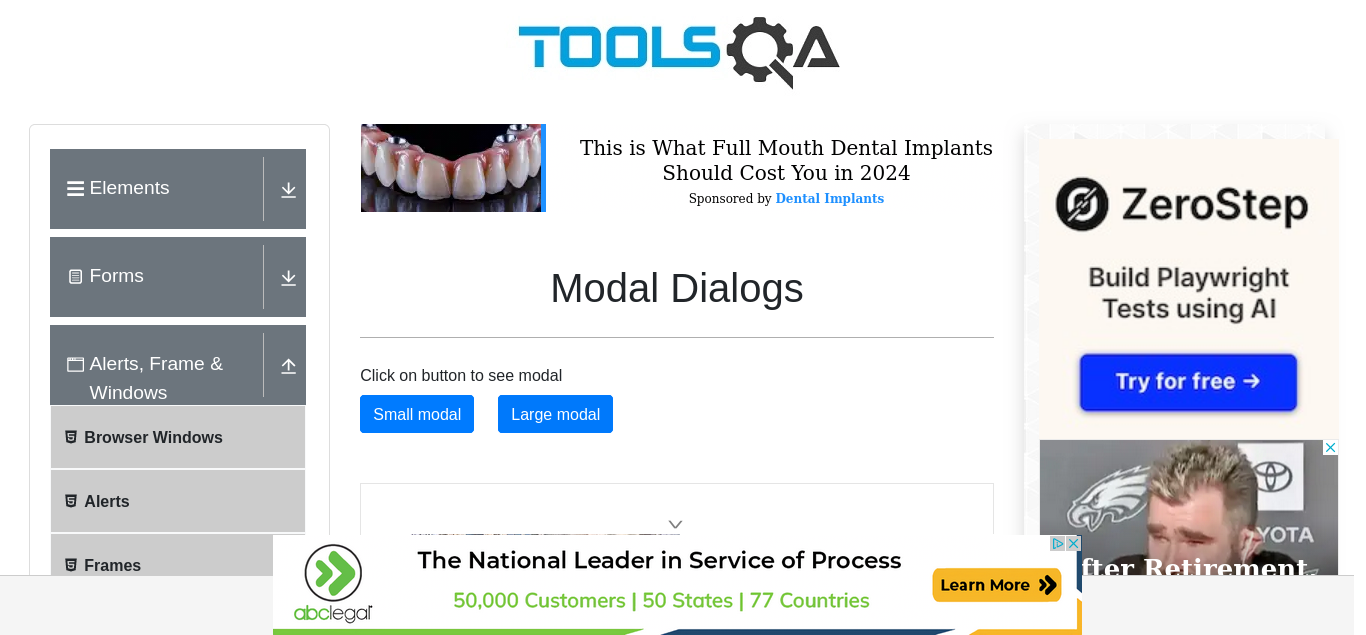 TOOLSQA
Elements
Forms
Alerts, Frame &
Windows
Browser Windows
Alerts
Frames
This is What Full Mouth Dental Implants
Should Cost You in 2024
Sponsored by Dental Implants
Modal Dialogs
Click on button to see modal
Small modal
Large modal
ZeroStep
Build Playwright
Tests using AI
Try for free →
TOYOTA
fter Retirement
abclegal
The National Leader in Service of Process
50,000 Customers | 50 States | 77 Countries
Learn More